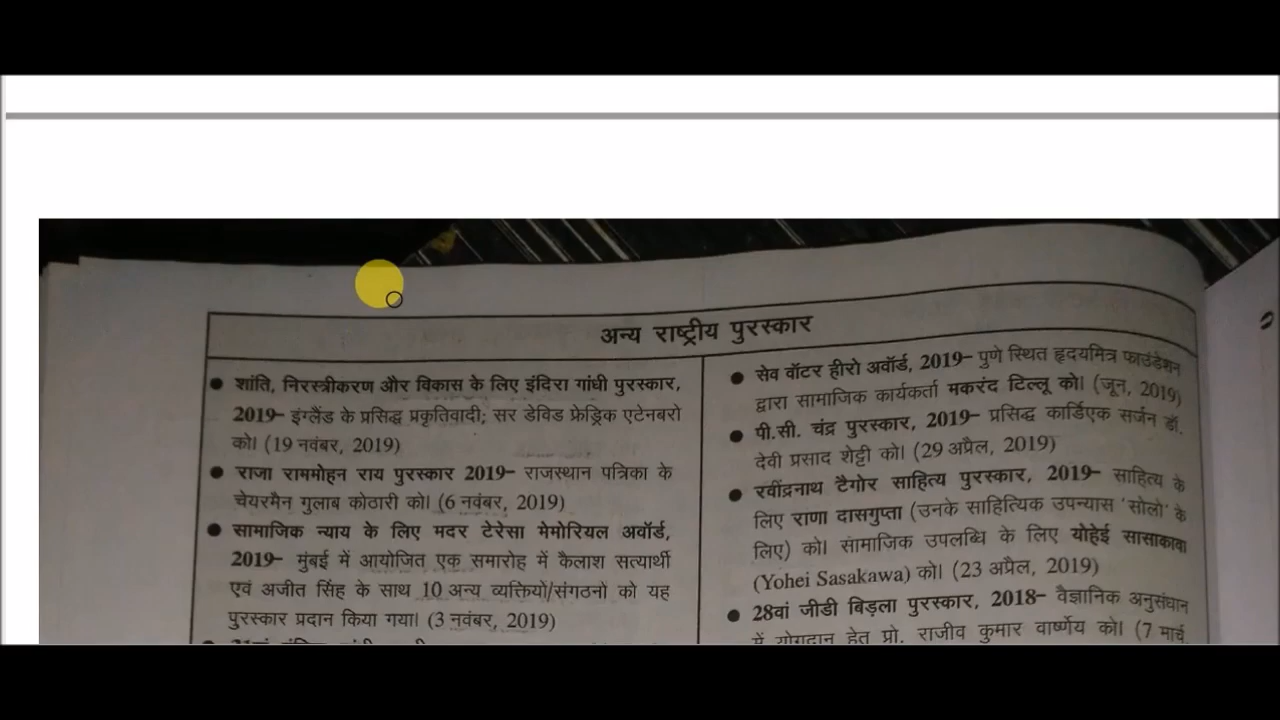 अन्य राष्ट्रीय पुरस्कार
● शांति, निरस्त्रीकरण और विकास के लिए इंदिरा गांधी पुरस्कार,
2019– इंग्लैंड के प्रसिद्ध प्रकृतिवादी; सर डेविड फ्रेड्रिक एटेनबरो
को। (19 नवंबर, 2019)
● राजा राममोहन राय पुरस्कार 2019– राजस्थान पत्रिका के
चेयरमैन गुलाब कोठारी को। (6 नवंबर, 2019)
● सामाजिक न्याय के लिए मदर टेरेसा मेमोरियल अवॉर्ड,
2019– मुंबई में आयोजित एक समारोह में कैलाश सत्यार्थी
एवं अजीत सिंह के साथ 10 अन्य व्यक्तियों/संगठनों को यह
पुरस्कार प्रदान किया गया। (3 नवंबर, 2019)
● सेव वॉटर हीरो अवॉर्ड, 2019– पुणे स्थित हृदयमित्र फाउंडेशन
द्वारा सामाजिक कार्यकर्ता मकरंद टिल्लू को। (जून, 2019)
● पी.सी. चंद्र पुरस्कार, 2019– प्रसिद्ध कार्डिएक सर्जन डॉ.
देवी प्रसाद शेट्टी को। (29 अप्रैल, 2019)
● रवींद्रनाथ टैगोर साहित्य पुरस्कार, 2019– साहित्य के
लिए राणा दासगुप्ता (उनके साहित्यिक उपन्यास 'सोलो' के
लिए) को। सामाजिक उपलब्धि के लिए योहेई सासाकावा
(Yohei Sasakawa) को। (23 अप्रैल, 2019)
● 28वां जीडी बिड़ला पुरस्कार, 2018– वैज्ञानिक अनुसंधान
में योगदान हेतु प्रो. राजीव कुमार वार्ष्णेय को। (7 मार्च,